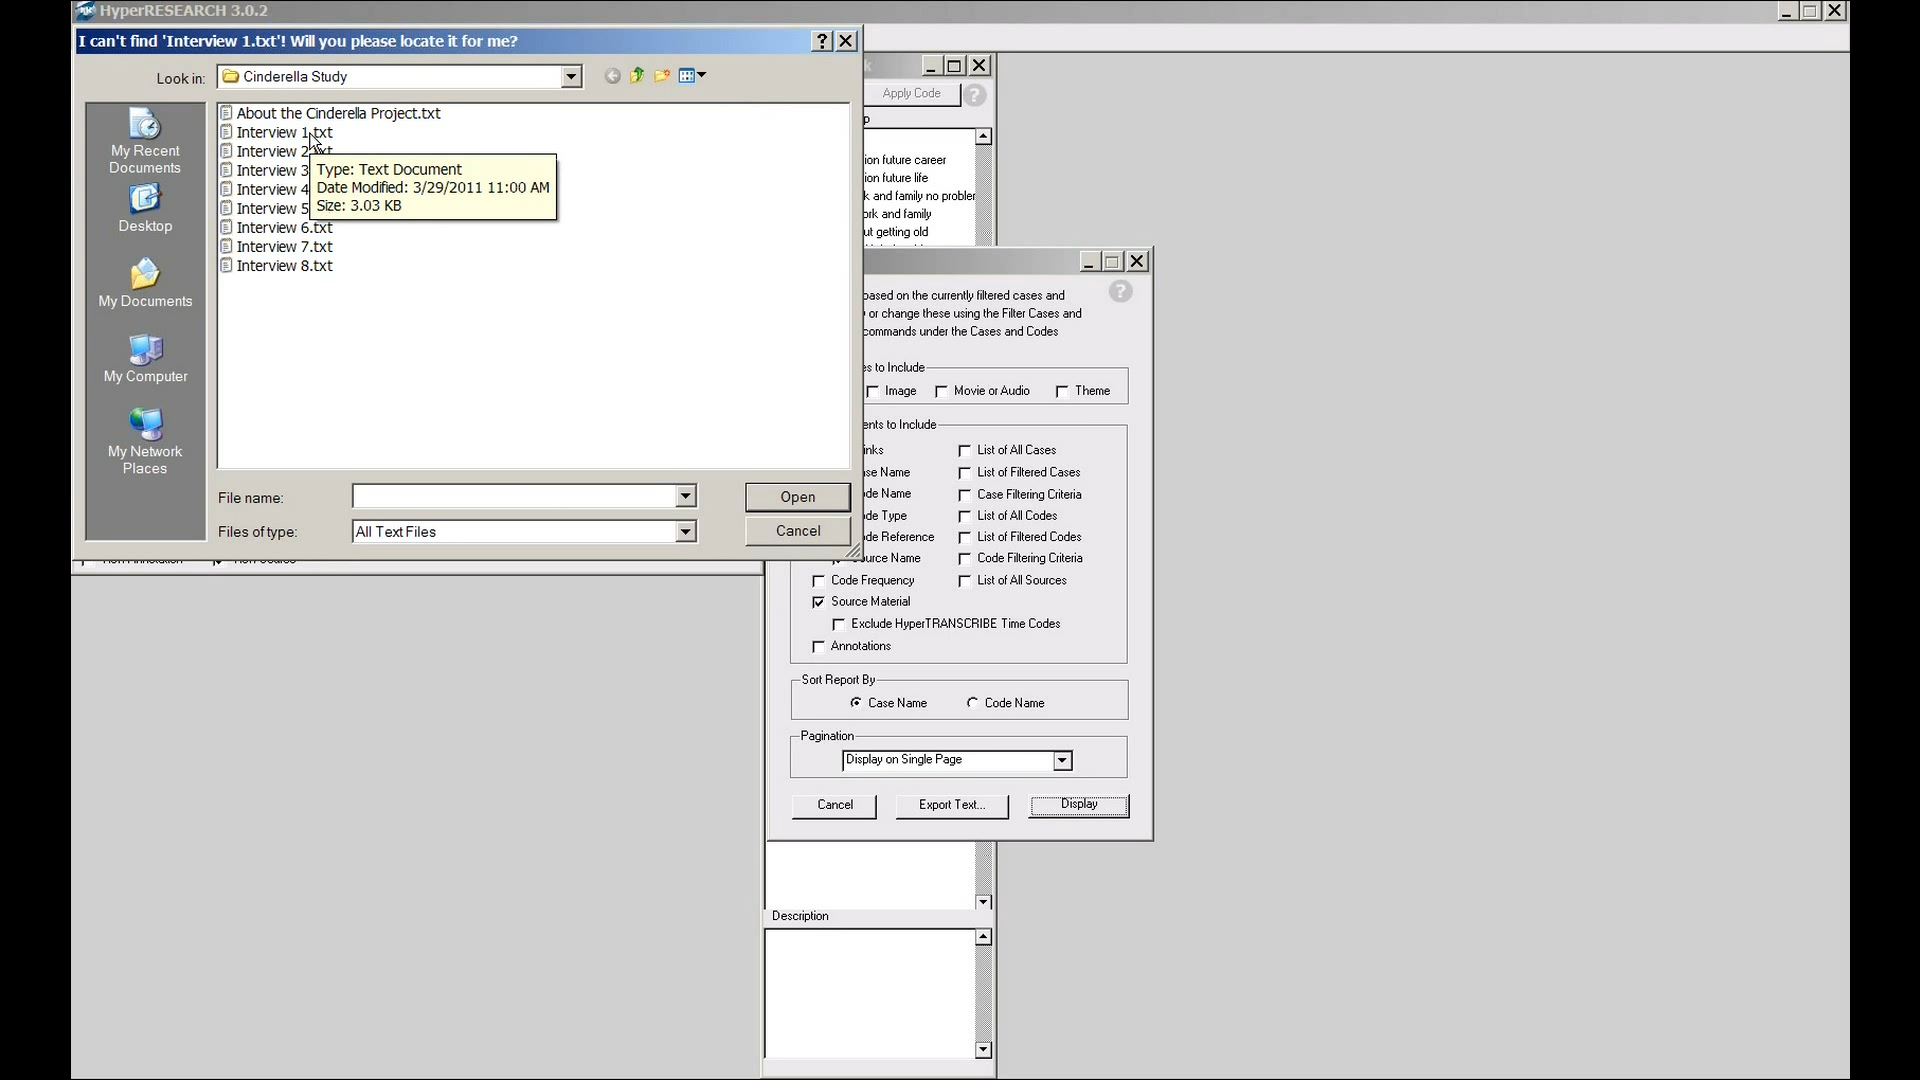 HyperRESEARCH 3.0.2
I can't find 'Interview 1.txt'! Will you please locate it for me?
Look in:
Cinderella Study
My Recent
Documents
Desktop
My Documents
My Computer
My Network
Places
About the Cinderella Project.txt
Interview 1.txt
Interview 2.txt
Interview 3
Interview 4
Interview 5
Interview 6.txt
Interview 7.txt
Interview 8.txt
Type: Text Document
Date Modified: 3/29/2011 11:00 AM
Size: 3.03 KB
File name:
Open
Files of type:
All Text Files
Cancel
Apply Code
ion future career
ion future life
k and family no problem
ork and family
ut getting old
based on the currently filtered cases and
or change these using the Filter Cases and
commands under the Cases and Codes
es to Include
Image
Movie or Audio
Theme
ents to Include
inks
List of All Cases
se Name
List of Filtered Cases
de Name
Case Filtering Criteria
de Type
List of All Codes
de Reference
List of Filtered Codes
ource Name
Code Filtering Criteria
Code Frequency
List of All Sources
Source Material
Exclude HyperTRANSCRIBE Time Codes
Annotations
Sort Report By
Case Name
Code Name
Pagination
Display on Single Page
Cancel
Export Text...
Display
Description